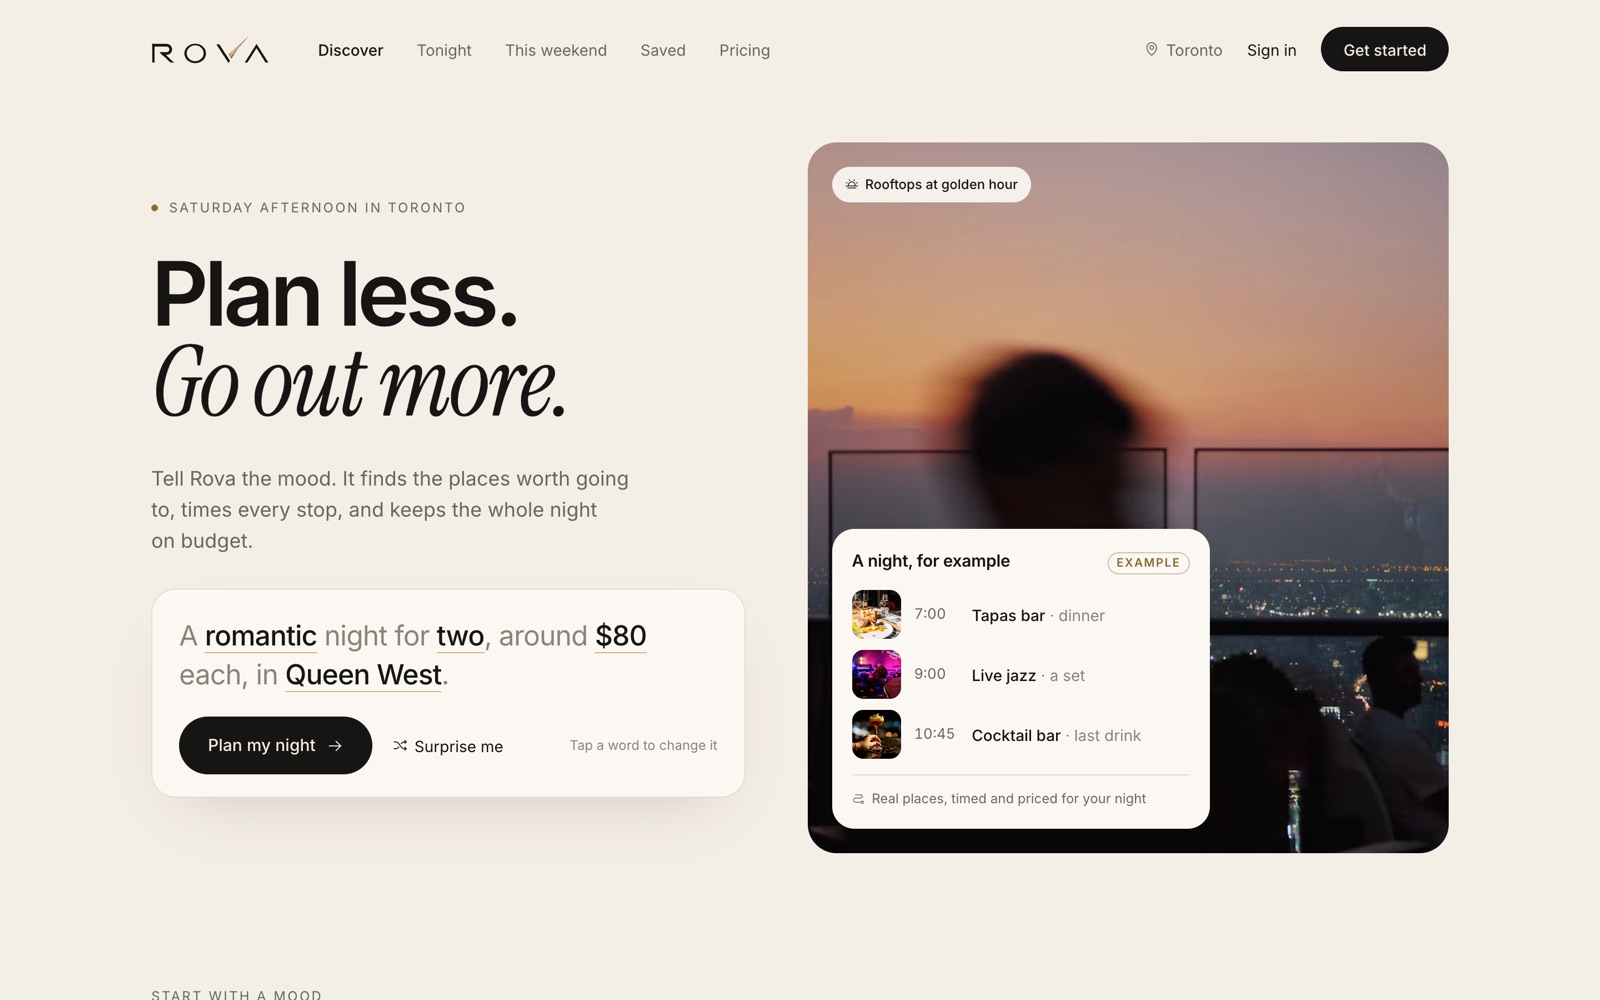 ROVA
Discover
Tonight
This weekend
Saved
Pricing
Toronto
Sign in
Get started
SATURDAY AFTERNOON IN TORONTO
Plan less.
Go out more.
Tell Rova the mood. It finds the places worth going
to, times every stop, and keeps the whole night
on budget.
A romantic night for two, around $80
each, in Queen West.
Plan my night →
Surprise me
Tap a word to change it
Rooftops at golden hour
A night, for example
EXAMPLE
7:00 Tapas bar · dinner
9:00 Live jazz · a set
10:45 Cocktail bar · last drink
Real places, timed and priced for your night
START WITH A MOOD